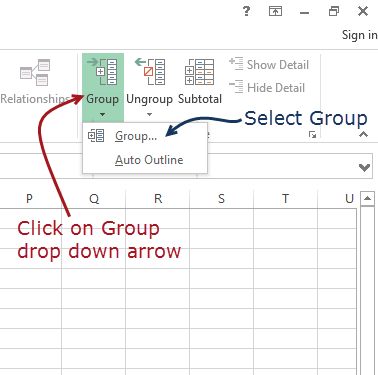 ?
Sign in
Relationships
Group
Ungroup
Subtotal
Show Detail
Hide Detail
Group...
Select Group
Auto Outline
P Q R S T U
Click on Group
drop down arrow